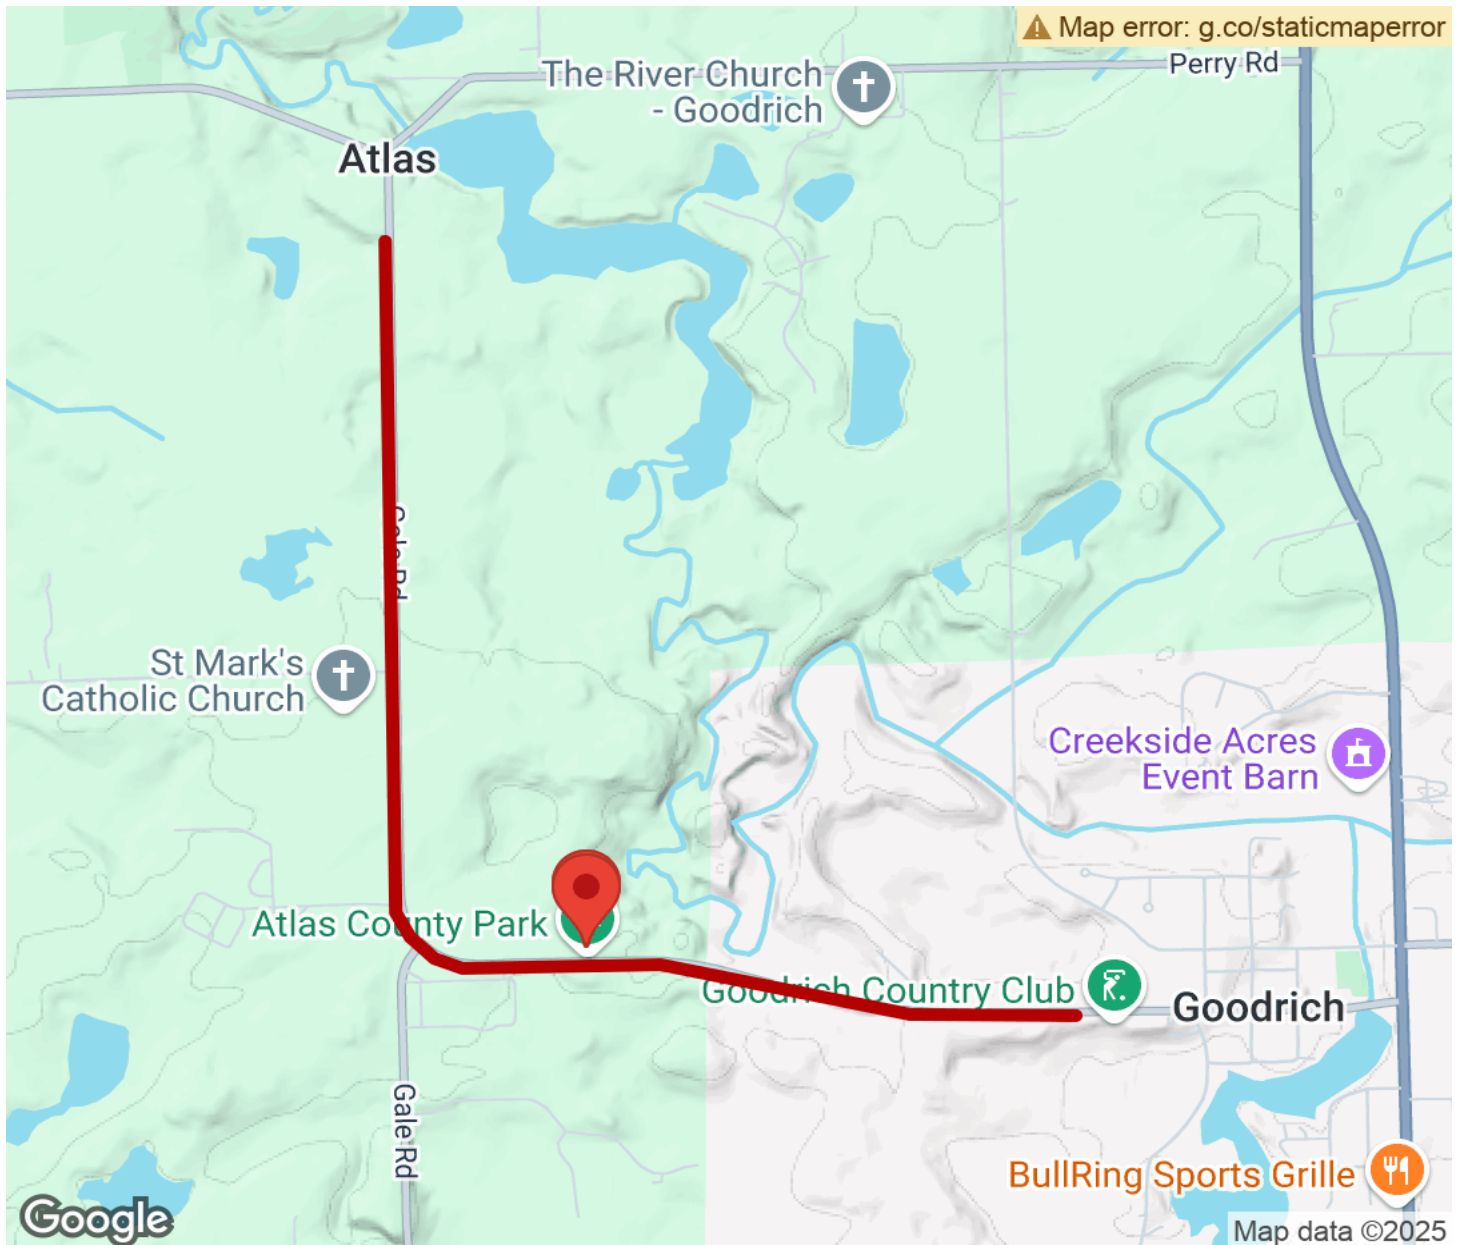 Map error: g.co/staticmaperror
Perry Rd
The River Church
- Goodrich
Atlas
Gale Rd
St Mark's
Catholic Church
Creekside Acres
Event Barn
Atlas County Park
Goodrich Country Club
Goodrich
Gale Rd
BullRing Sports Grille
Google
Map data ©2025